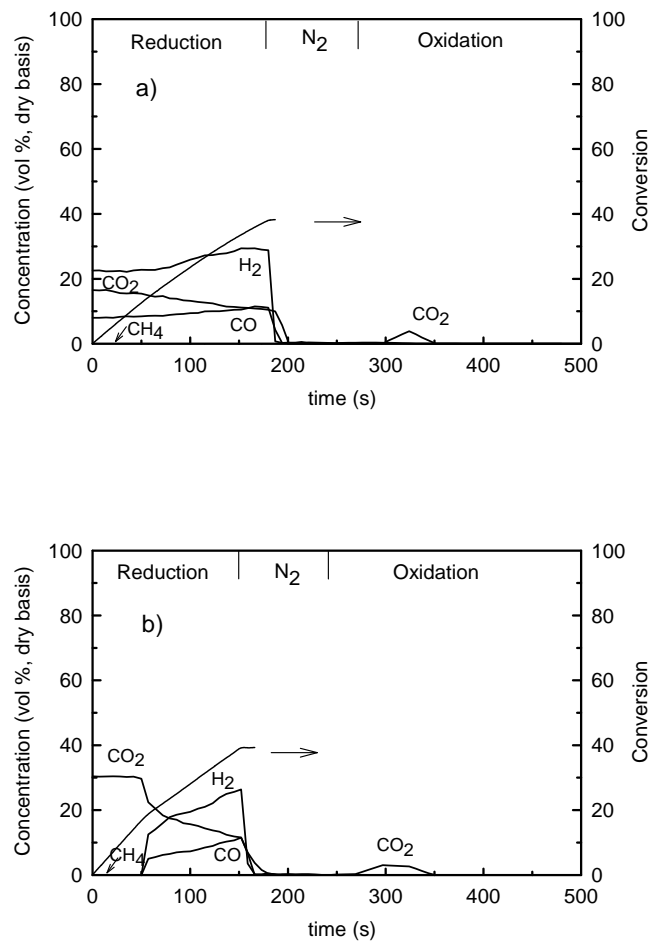 100
80
60
40
20
0
Concentration (vol %, dry basis)
Reduction
N2
Oxidation
a)
H2
CO2
CO
CH4
CO2
100
80
60
40
20
0
Conversion
0
100
200
300
400
500
time (s)
100
80
60
40
20
0
Concentration (vol %, dry basis)
Reduction
N2
Oxidation
b)
CO2
H2
CH4
CO
CO2
100
80
60
40
20
0
Conversion
0
100
200
300
400
500
time (s)